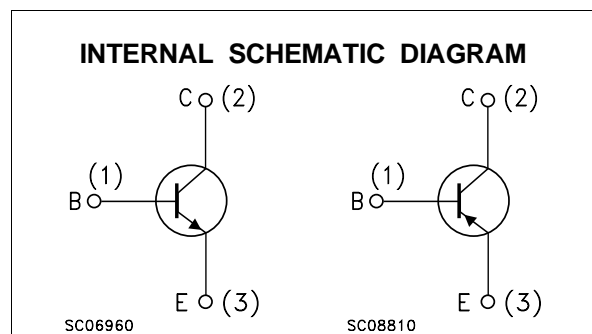 INTERNAL SCHEMATIC DIAGRAM
C (2)
C (2)
(1)
B
(1)
B
E (3)
E (3)
SC06960
SC08810